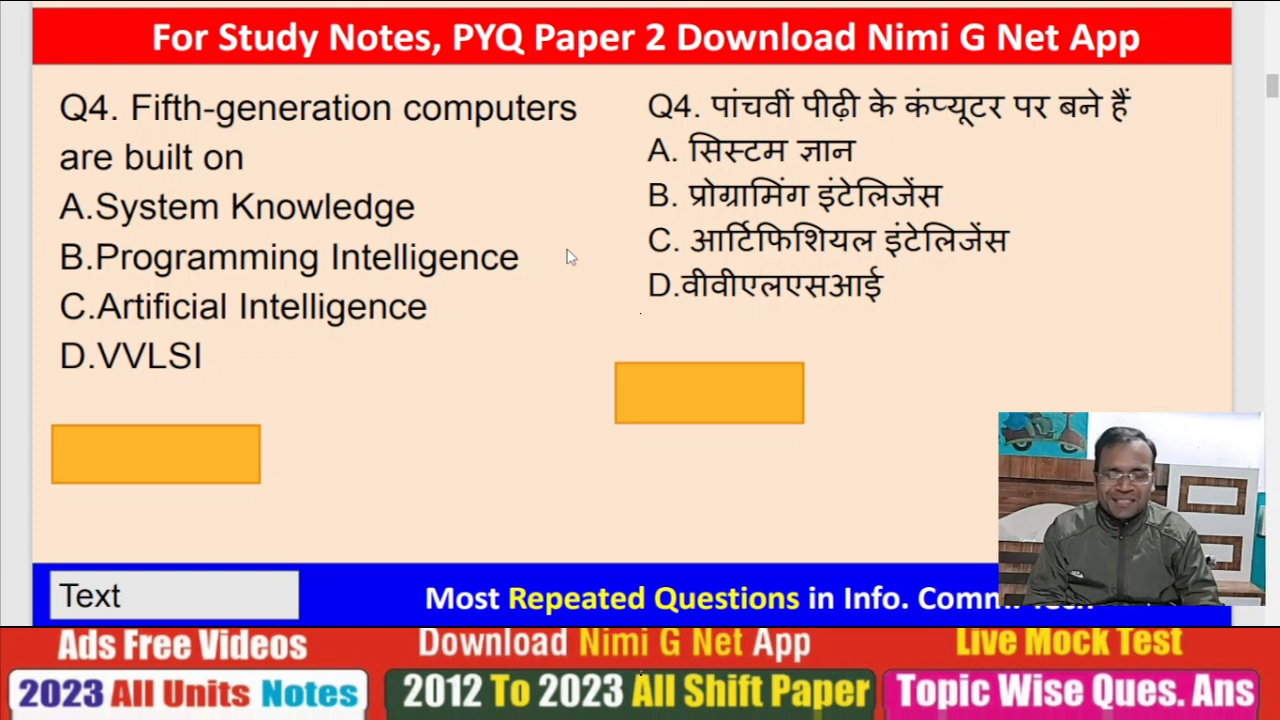 For Study Notes, PYQ Paper 2 Download Nimi G Net App
Q4. Fifth-generation computers
are built on
A.System Knowledge
B.Programming Intelligence
C.Artificial Intelligence
D.VVLSI
Q4. पांचवीं पीढ़ी के कंप्यूटर पर बने हैं
A. सिस्टम ज्ञान
B. प्रोग्रामिंग इंटेलिजेंस
C. आर्टिफिशियल इंटेलिजेंस
D.वीवीएलएसआई
Text
Most Repeated Questions in Info. Comm.
Ads Free Videos
Download Nimi G Net App
Live Mock Test
2023 All Units Notes
2012 To 2023 All Shift Paper
Topic Wise Ques. Ans